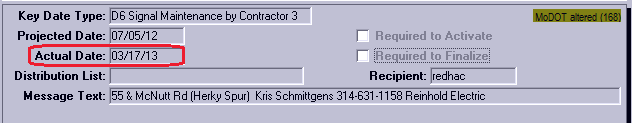 Key Date Type: D6 Signal Maintenance by Contractor 3
MoDOT altered (168)
Projected Date: 07/05/12
Required to Activate
Actual Date: 03/17/13
Required to Finalize
Distribution List:
Recipient: redhac
Message Text: 55 & McNutt Rd (Herky Spur) Kris Schmittgens 314-631-1158 Reinhold Electric